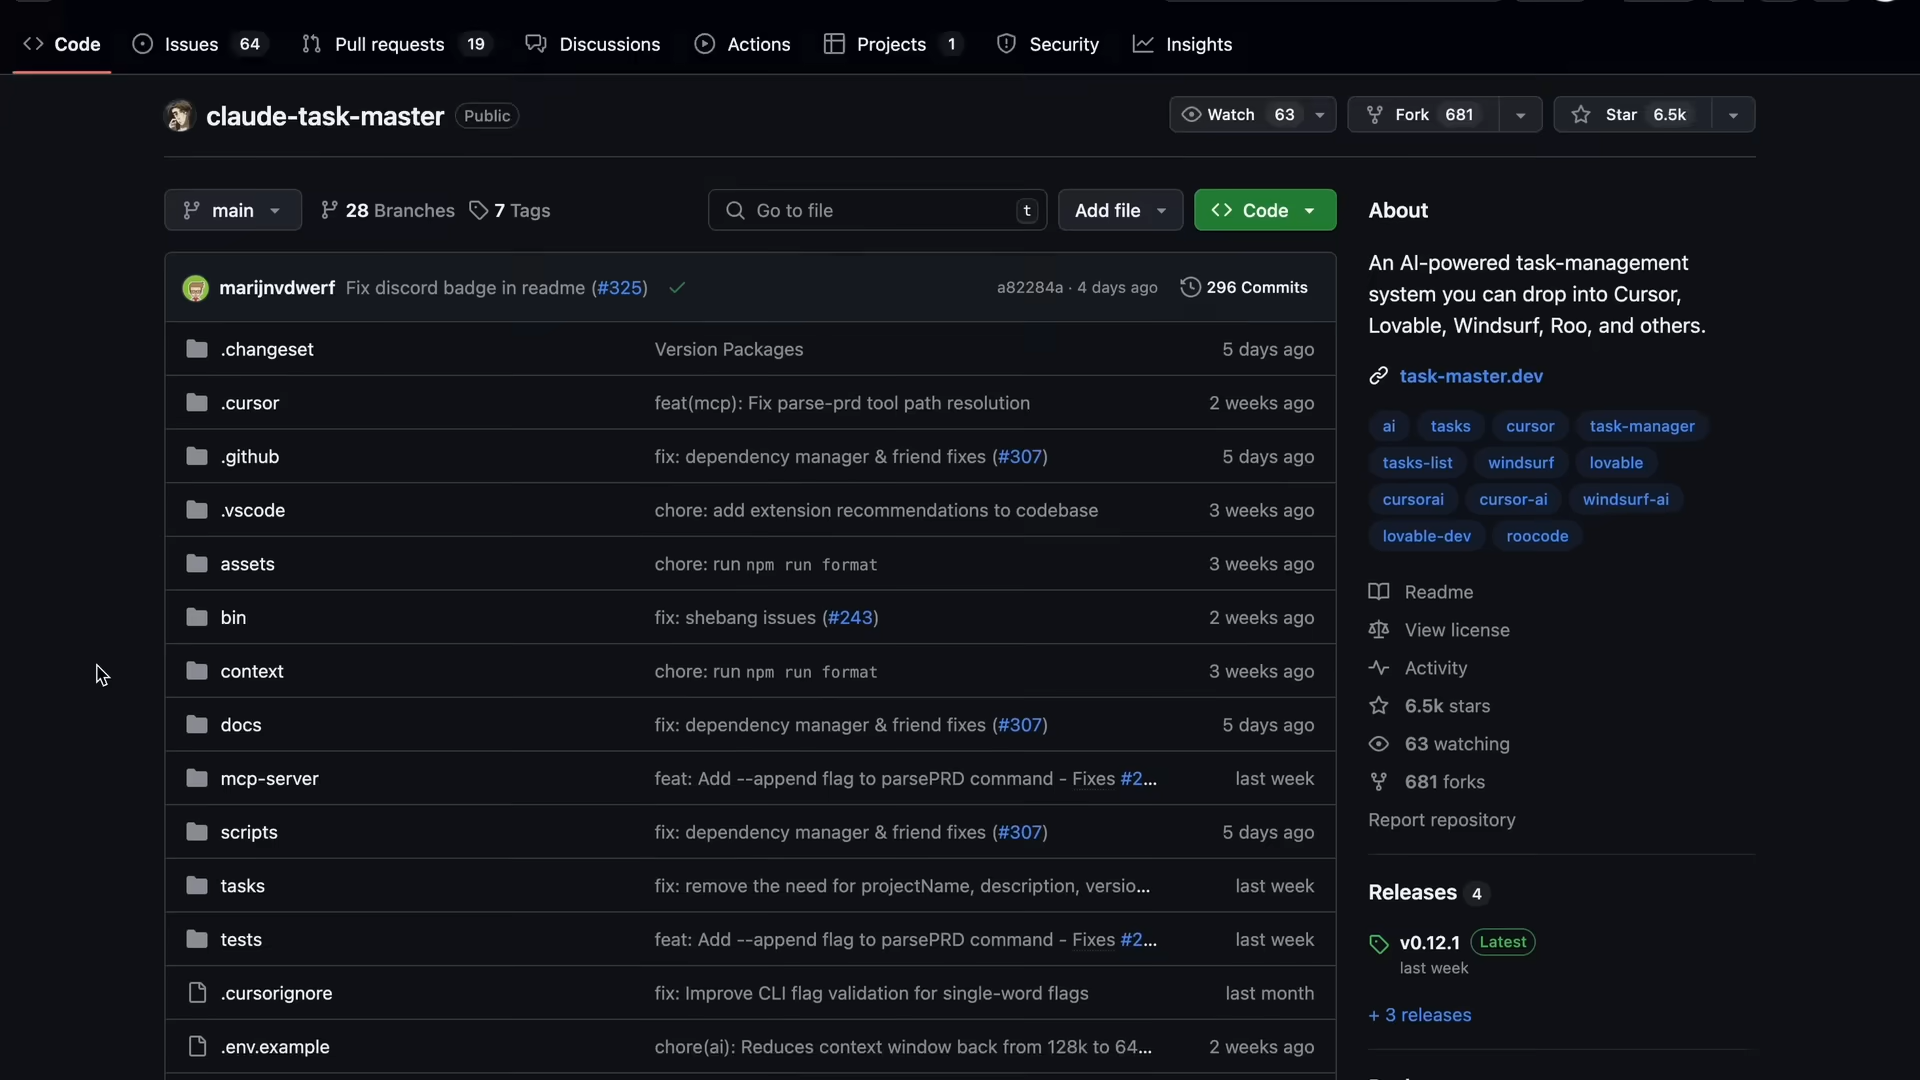 Code Issues 64 Pull requests 19 Discussions Actions Projects 1 Security Insights
claude-task-master Public
Watch 63 Fork 681 Star 6.5k
main 28 Branches 7 Tags Go to file t Add file Code
marijnvdwerf Fix discord badge in readme (#325) a82284a · 4 days ago 296 Commits
.changeset Version Packages 5 days ago
.cursor feat(mcp): Fix parse-prd tool path resolution 2 weeks ago
.github fix: dependency manager & friend fixes (#307) 5 days ago
.vscode chore: add extension recommendations to codebase 3 weeks ago
assets chore: run npm run format 3 weeks ago
bin fix: shebang issues (#243) 2 weeks ago
context chore: run npm run format 3 weeks ago
docs fix: dependency manager & friend fixes (#307) 5 days ago
mcp-server feat: Add --append flag to parsePRD command - Fixes #2... last week
scripts fix: dependency manager & friend fixes (#307) 5 days ago
tasks fix: remove the need for projectName, description, versio... last week
tests feat: Add --append flag to parsePRD command - Fixes #2... last week
.cursorignore fix: Improve CLI flag validation for single-word flags last month
.env.example chore(ai): Reduces context window back from 128k to 64... 2 weeks ago
About
An AI-powered task-management
system you can drop into Cursor,
Lovable, Windsurf, Roo, and others.
task-master.dev
ai tasks cursor task-manager
tasks-list windsurf lovable
cursorai cursor-ai windsurf-ai
lovable-dev roocode
Readme
View license
Activity
6.5k stars
63 watching
681 forks
Report repository
Releases 4
v0.12.1 Latest
last week
+ 3 releases